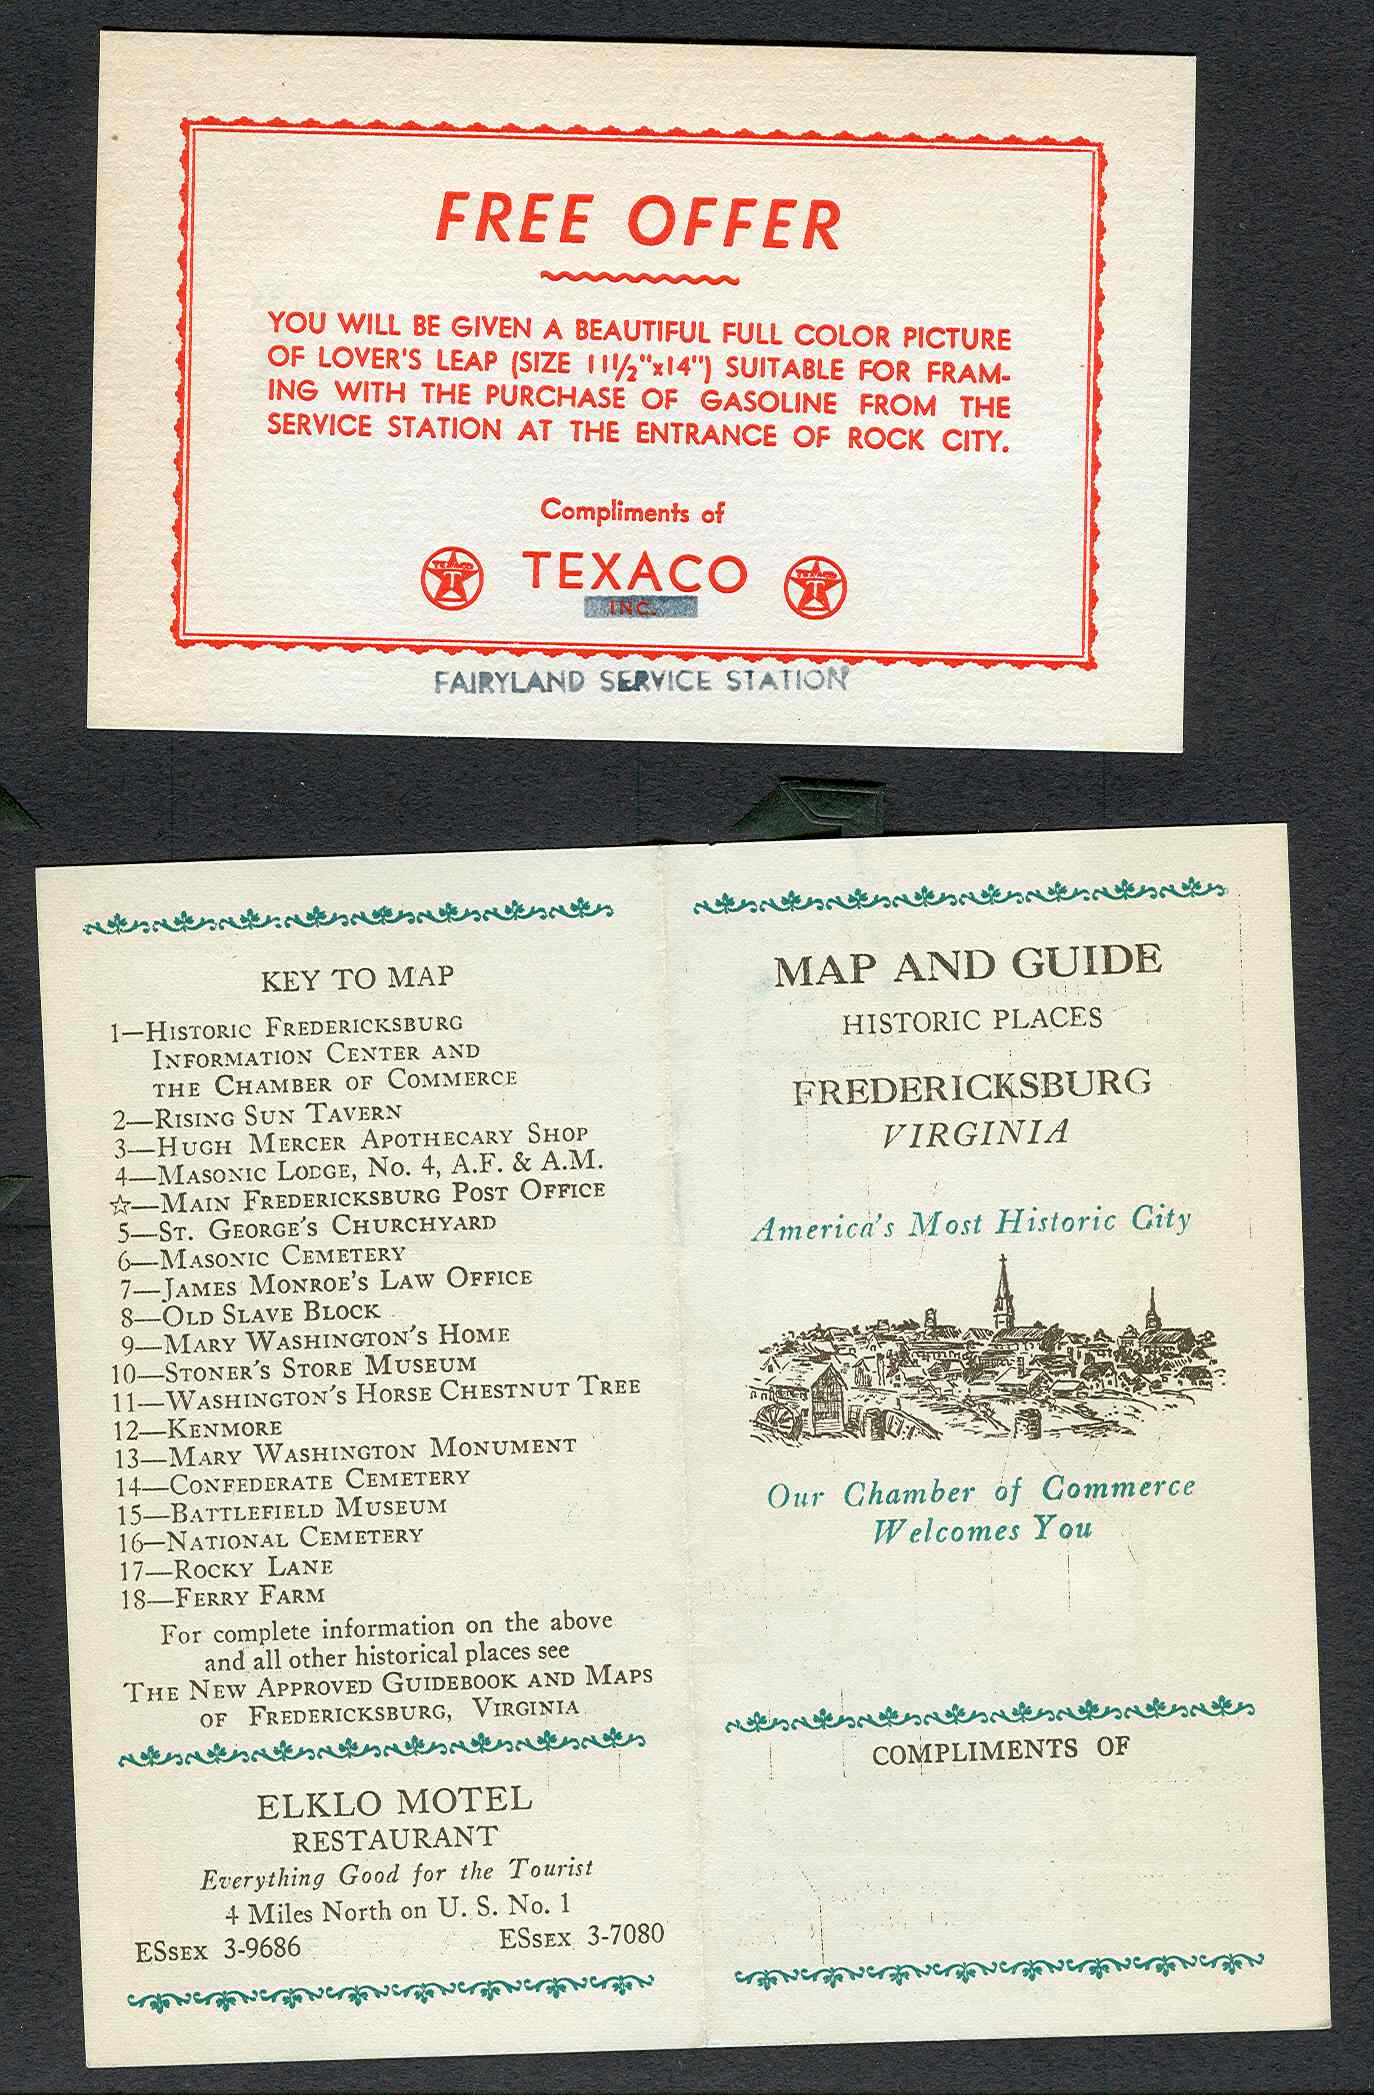 FREE OFFER
YOU WILL BE GIVEN A BEAUTIFUL FULL COLOR PICTURE
OF LOVER'S LEAP (SIZE 11½"x14") SUITABLE FOR FRAM-
ING WITH THE PURCHASE OF GASOLINE FROM THE
SERVICE STATION AT THE ENTRANCE OF ROCK CITY.
Compliments of
TEXACO T
TEXACO
TEXACO T
INC.
FAIRYLAND SERVICE STATION
KEY TO MAP
1—HISTORIC FREDERICKSBURG
INFORMATION CENTER AND
THE CHAMBER OF COMMERCE
2—RISING SUN TAVERN
3—HUGH MERCER APOTHECARY SHOP
4—MASONIC LODGE, NO. 4, A.F. & A.M.
☆—MAIN FREDERICKSBURG POST OFFICE
5—ST. GEORGE'S CHURCHYARD
6—MASONIC CEMETERY
7—JAMES MONROE'S LAW OFFICE
8—OLD SLAVE BLOCK
9—MARY WASHINGTON'S HOME
10—STONER'S STORE MUSEUM
11—WASHINGTON'S HORSE CHESTNUT TREE
12—KENMORE
13—MARY WASHINGTON MONUMENT
14—CONFEDERATE CEMETERY
15—BATTLEFIELD MUSEUM
16—NATIONAL CEMETERY
17—ROCKY LANE
18—FERRY FARM
For complete information on the above
and all other historical places see
THE NEW APPROVED GUIDEBOOK AND MAPS
OF FREDERICKSBURG, VIRGINIA
ELKLO MOTEL
RESTAURANT
Everything Good for the Tourist
4 Miles North on U. S. No. 1
ESSEX 3-9686 ESSEX 3-7080
MAP AND GUIDE
HISTORIC PLACES
FREDERICKSBURG
VIRGINIA
America's Most Historic City
Our Chamber of Commerce
Welcomes You
COMPLIMENTS OF